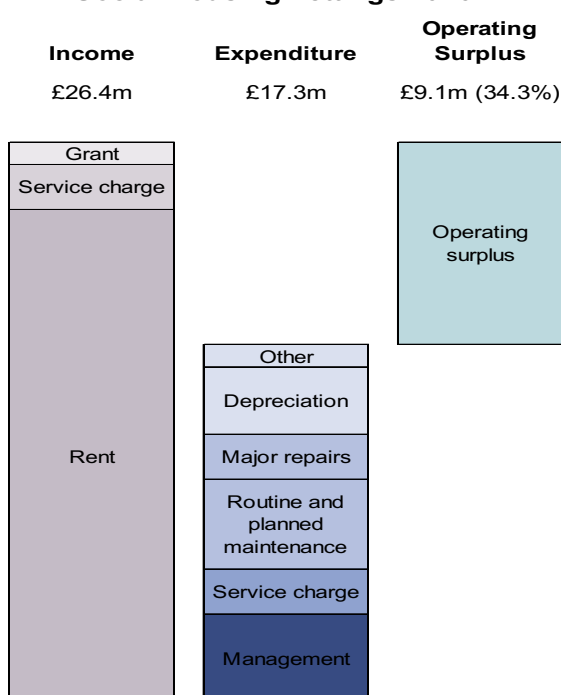 Income
Expenditure
Operating
Surplus
£26.4m
£17.3m
£9.1m (34.3%)
Grant
Service charge
Rent
Other
Depreciation
Major repairs
Routine and
planned
maintenance
Service charge
Management
Operating
surplus